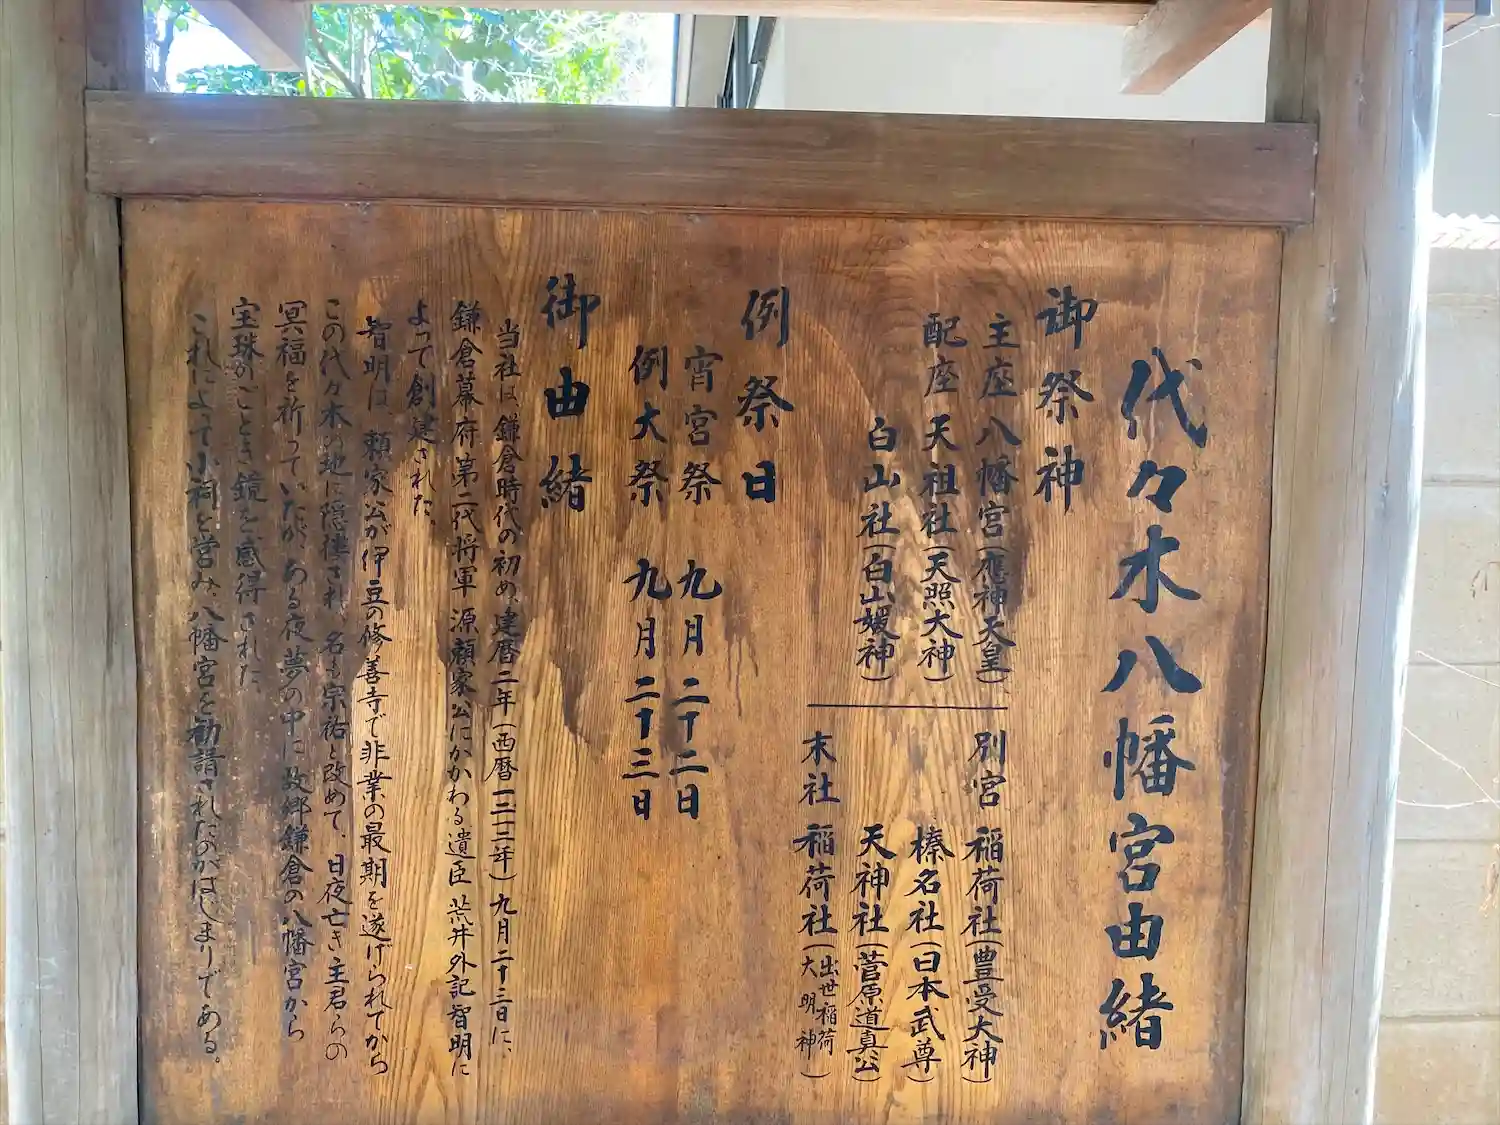 代々木八幡宮由緒
御祭神
主座 八幡宮(應神天皇)
配座 天祖社(天照大神)
白山社(白山媛神)
別宮 稲荷社(豊受大神)
榛名社(日本武尊)
天神社(菅原道真公)
末社 稲荷社(出世稲荷大明神)
例祭日
宵宮祭 九月二十二日
例大祭 九月二十三日
御由緒
当社は鎌倉時代の初め、建暦二年(西暦一二一二年)九月二十三日に、
鎌倉幕府第二代将軍 源頼家公にかかわる遺臣 荒井外記智明に
よって創建された。
智明は、頼家公が伊豆の修善寺で非業の最期を遂げられてから
この代々木の地に隠棲され、名も宗祐と改めて、日夜亡き主君らの
冥福を祈っていたが、ある夜夢の中に故郷鎌倉の八幡宮から
宝珠がごとき鏡を感得された。
これによって小祠を営み、八幡宮を勧請されたのがはじまりである。